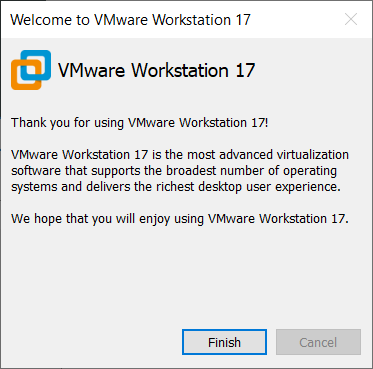 Welcome to VMware Workstation 17
VMware Workstation 17
Thank you for using VMware Workstation 17!
VMware Workstation 17 is the most advanced virtualization
software that supports the broadest number of operating
systems and delivers the richest desktop user experience.
We hope that you will enjoy using VMware Workstation 17.
Finish
Cancel